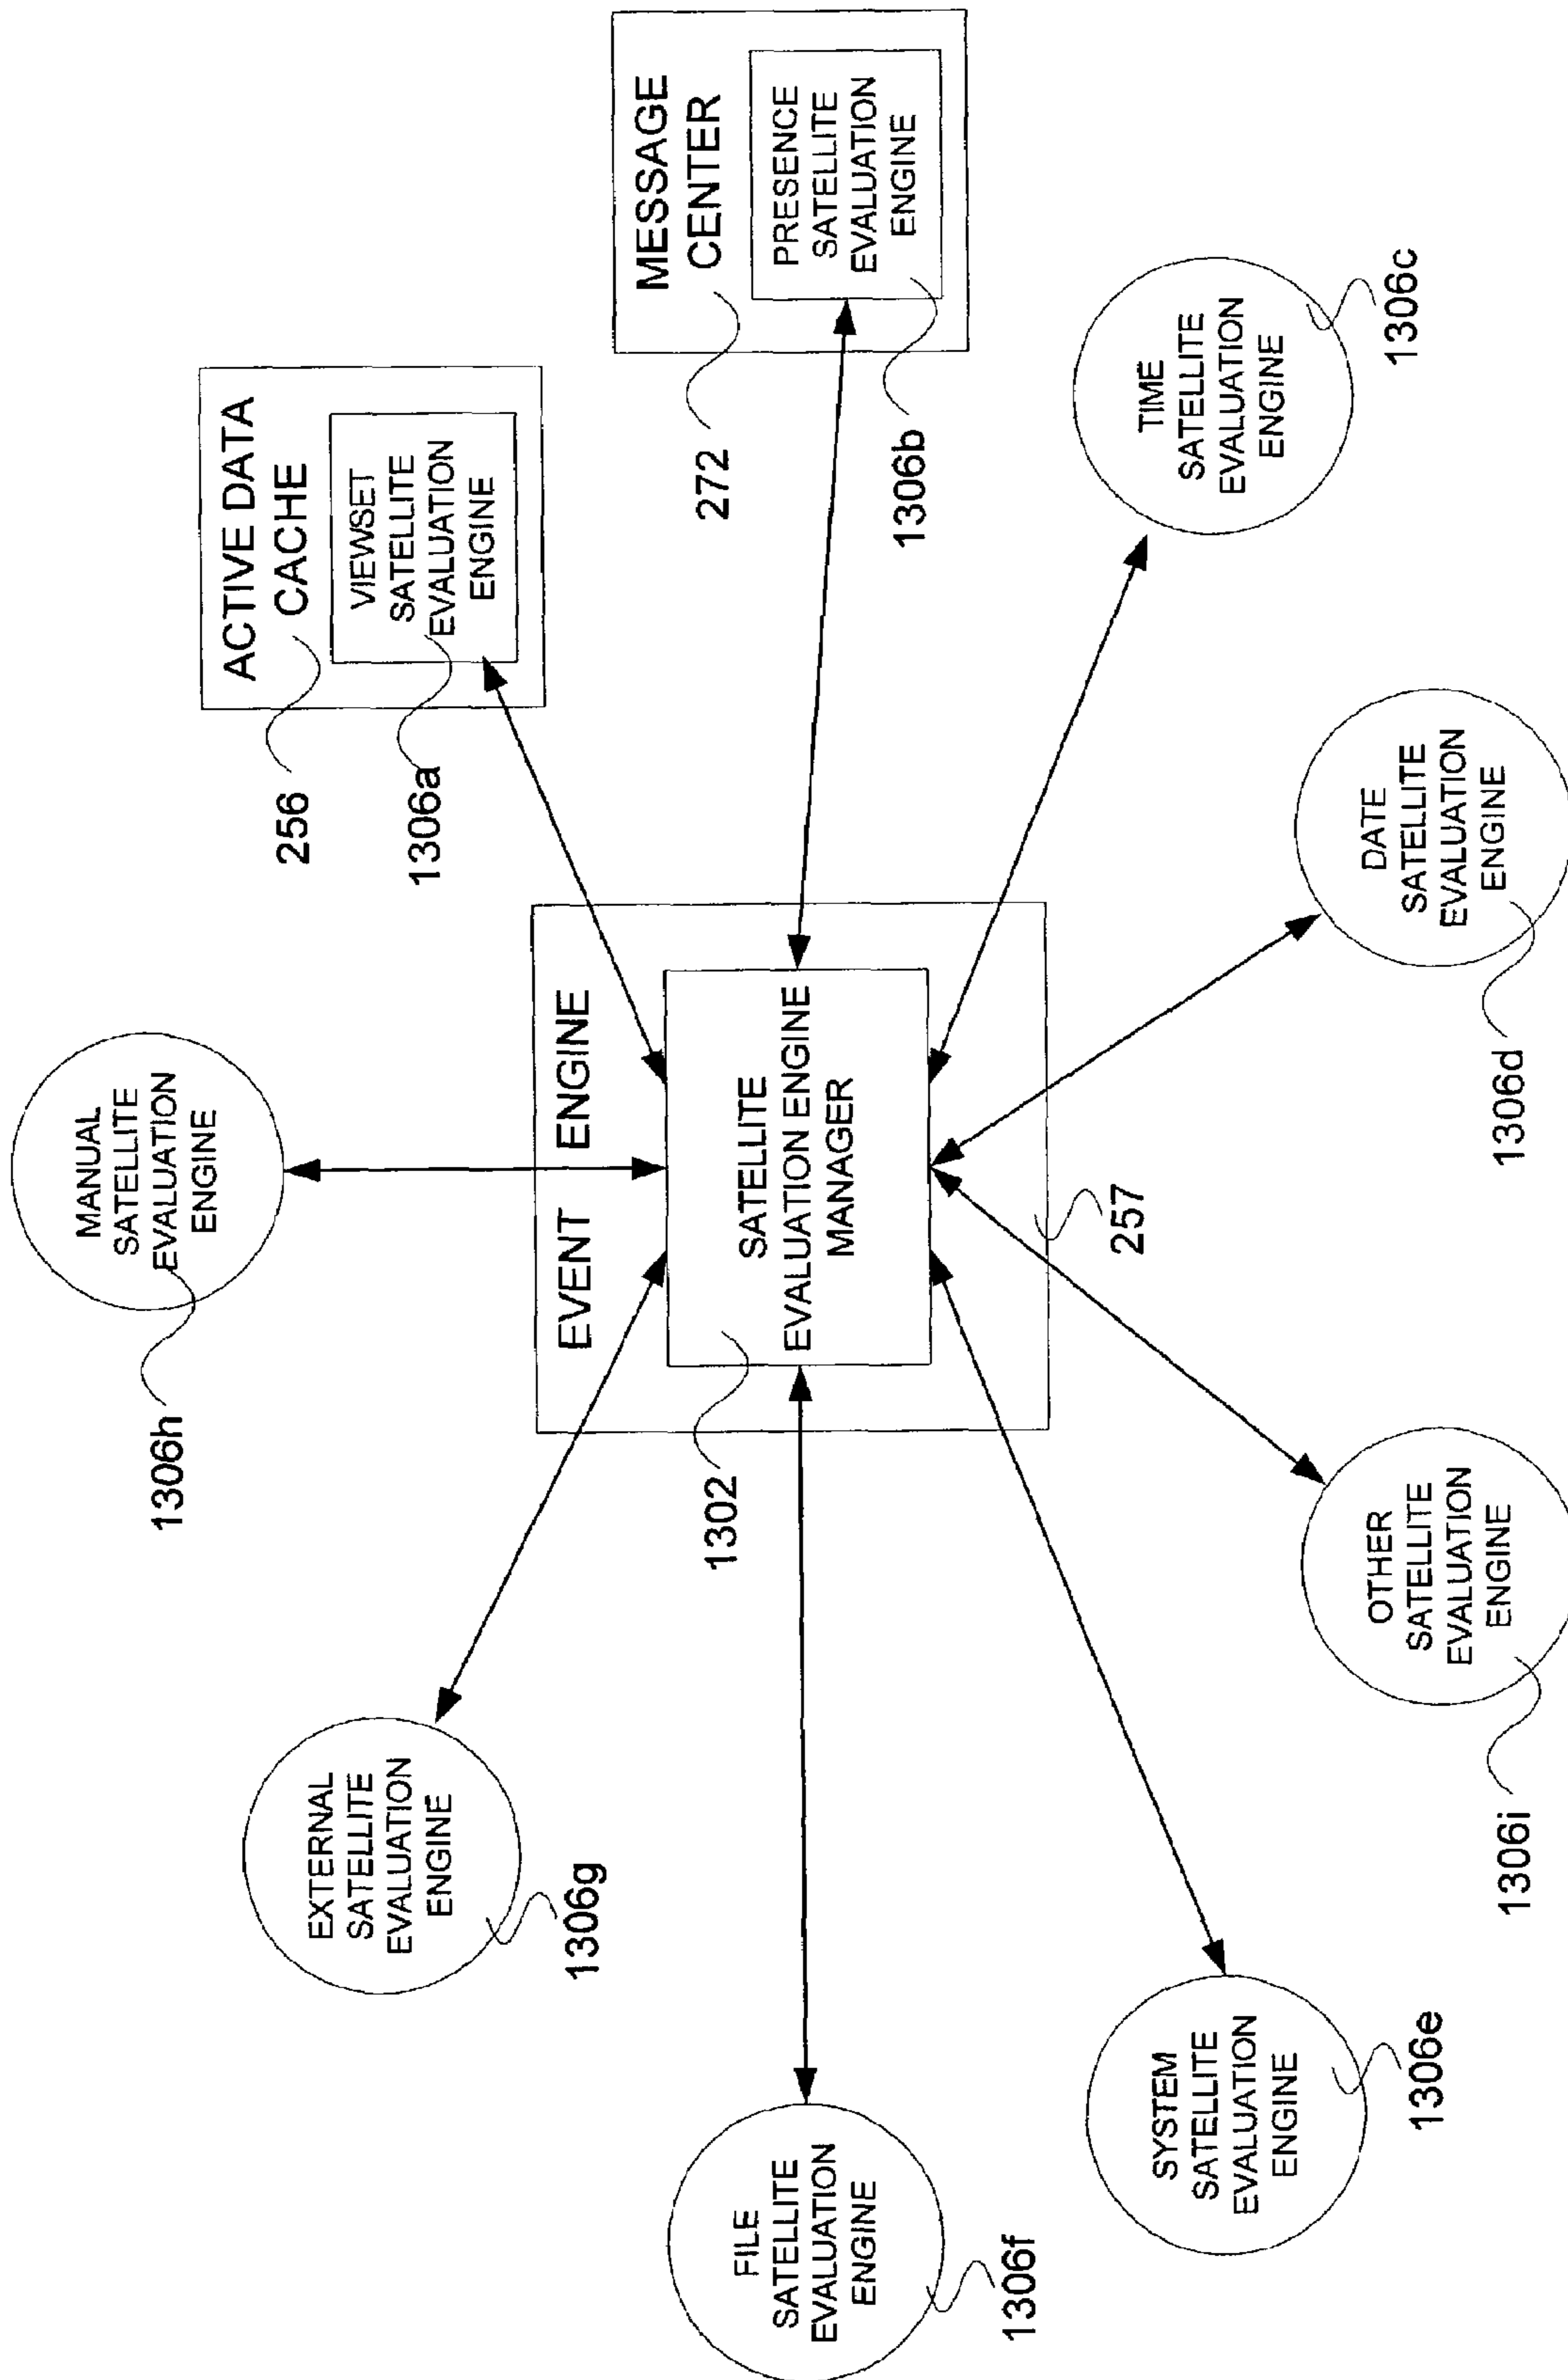 MANUAL
SATELLITE
EVALUATION
ENGINE
1306h
ACTIVE DATA
CACHE
VIEWSET
SATELLITE
EVALUATION
ENGINE
256
1306a
MESSAGE
CENTER
PRESENCE
SATELLITE
EVALUATION
ENGINE
272
1306b
EXTERNAL
SATELLITE
EVALUATION
ENGINE
1306g
EVENT ENGINE
SATELLITE
EVALUATION ENGINE
MANAGER
1302
257
TIME
SATELLITE
EVALUATION
ENGINE
1306c
FILE
SATELLITE
EVALUATION
ENGINE
1306f
SYSTEM
SATELLITE
EVALUATION
ENGINE
1306e
OTHER
SATELLITE
EVALUATION
ENGINE
1306i
DATE
SATELLITE
EVALUATION
ENGINE
1306d